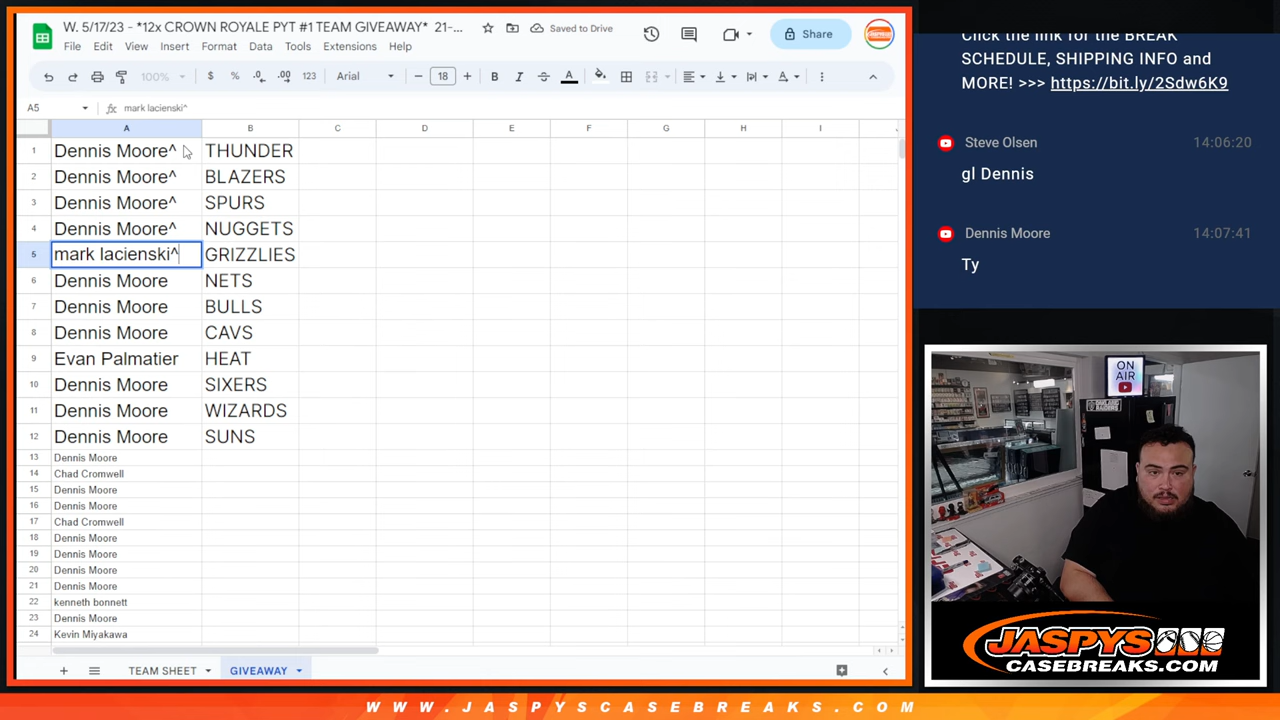 W. 5/17/23 - *12x CROWN ROYALE PYT #1 TEAM GIVEAWAY* 21-...
Saved to Drive
Share
File Edit View Insert Format Data Tools Extensions Help
100% $ % .0 .00 123 Arial 18 B I A
A5 fx mark lacienski^
A B C D E F G H I
1 Dennis Moore^ THUNDER
2 Dennis Moore^ BLAZERS
3 Dennis Moore^ SPURS
4 Dennis Moore^ NUGGETS
5 mark lacienski^ GRIZZLIES
6 Dennis Moore NETS
7 Dennis Moore BULLS
8 Dennis Moore CAVS
9 Evan Palmatier HEAT
10 Dennis Moore SIXERS
11 Dennis Moore WIZARDS
12 Dennis Moore SUNS
13 Dennis Moore
14 Chad Cromwell
15 Dennis Moore
16 Dennis Moore
17 Chad Cromwell
18 Dennis Moore
19 Dennis Moore
20 Dennis Moore
21 Dennis Moore
22 kenneth bonnett
23 Dennis Moore
24 Kevin Miyakawa
TEAM SHEET GIVEAWAY
Click the link for the BREAK
SCHEDULE, SHIPPING INFO and
MORE! >>> https://bit.ly/2Sdw6K9
Steve Olsen 14:06:20
gl Dennis
Dennis Moore 14:07:41
Ty
ON
AIR
JASPYS
CASEBREAKS.COM
WWW.JASPYSCASEBREAKS.COM